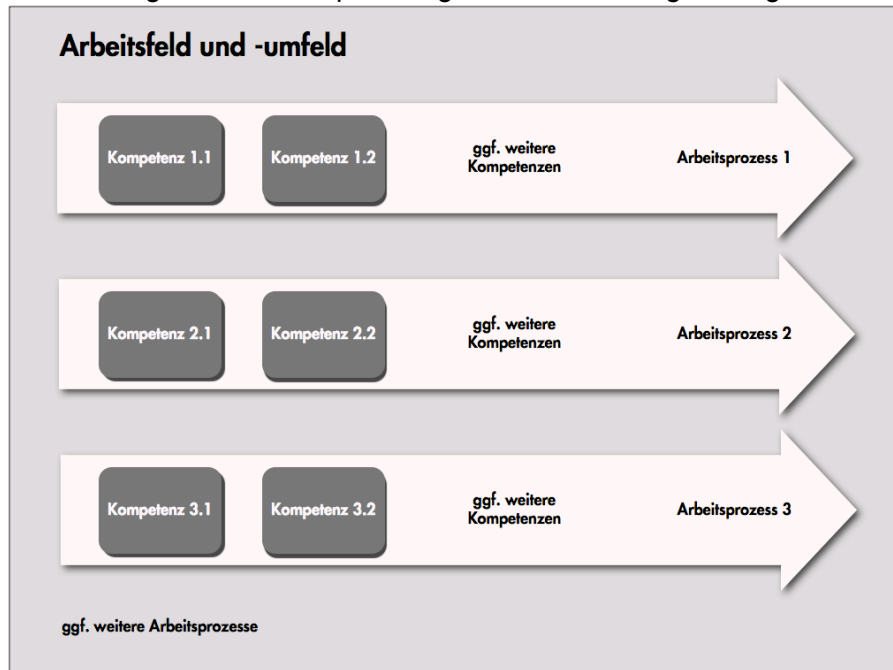 Arbeitsfeld und -umfeld
Kompetenz 1.1
Kompetenz 1.2
ggf. weitere
Kompetenzen
Arbeitsprozess 1
Kompetenz 2.1
Kompetenz 2.2
ggf. weitere
Kompetenzen
Arbeitsprozess 2
Kompetenz 3.1
Kompetenz 3.2
ggf. weitere
Kompetenzen
Arbeitsprozess 3
ggf. weitere Arbeitsprozesse